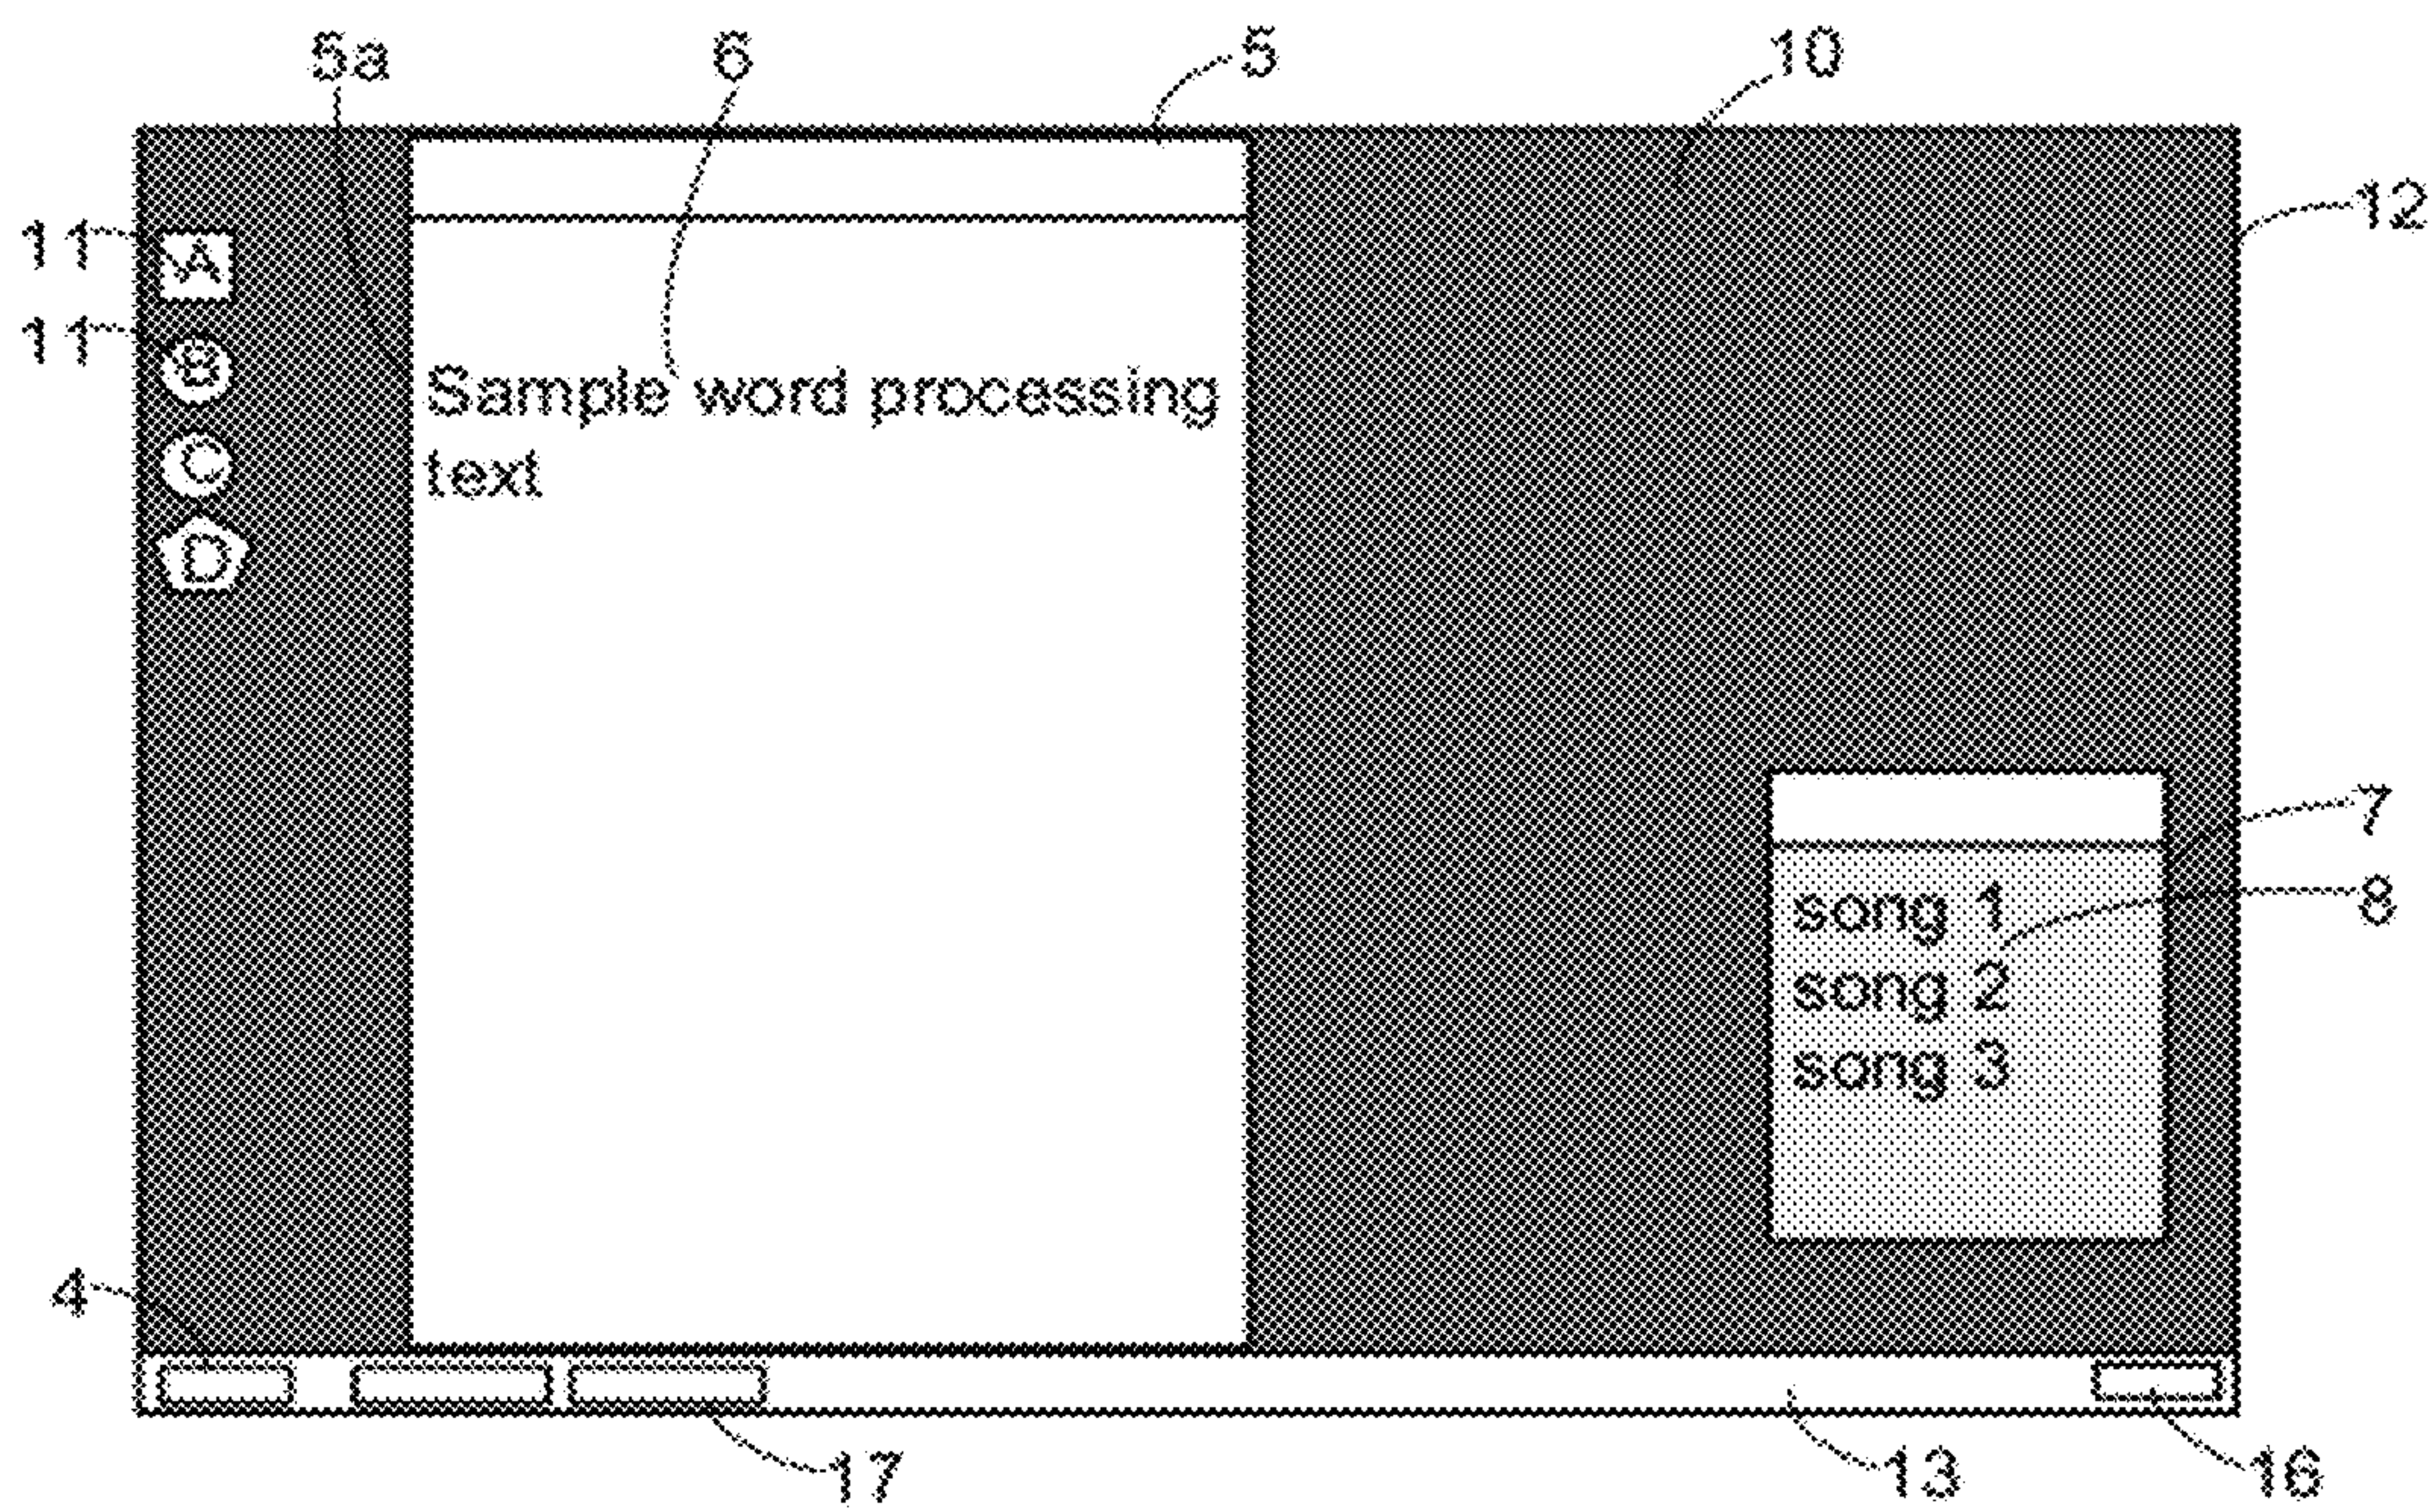 5a 6 5 10
12
11 A
11 B
Sample word processing
text
C
D
7
song 1
8
song 2
song 3
4
17 13 16